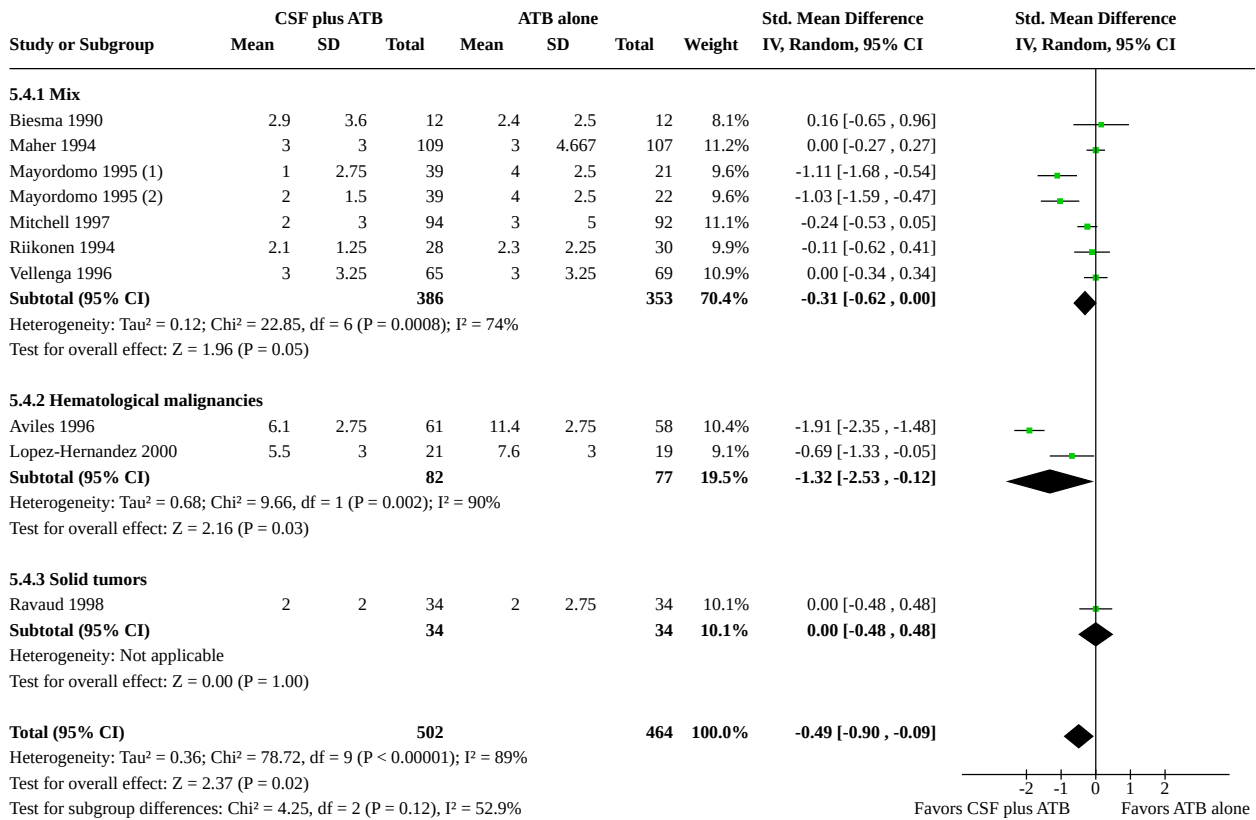 CSF plus ATB ATB alone Std. Mean Difference Std. Mean Difference
Study or Subgroup Mean SD Total Mean SD Total Weight IV, Random, 95% CI IV, Random, 95% CI
5.4.1 Mix
Biesma 1990 2.9 3.6 12 2.4 2.5 12 8.1% 0.16 [-0.65 , 0.96]
Maher 1994 3 3 109 3 4.667 107 11.2% 0.00 [-0.27 , 0.27]
Mayordomo 1995 (1) 1 2.75 39 4 2.5 21 9.6% -1.11 [-1.68 , -0.54]
Mayordomo 1995 (2) 2 1.5 39 4 2.5 22 9.6% -1.03 [-1.59 , -0.47]
Mitchell 1997 2 3 94 3 5 92 11.1% -0.24 [-0.53 , 0.05]
Riikonen 1994 2.1 1.25 28 2.3 2.25 30 9.9% -0.11 [-0.62 , 0.41]
Vellenga 1996 3 3.25 65 3 3.25 69 10.9% 0.00 [-0.34 , 0.34]
Subtotal (95% CI) 386 353 70.4% -0.31 [-0.62 , 0.00]
Heterogeneity: Tau² = 0.12; Chi² = 22.85, df = 6 (P = 0.0008); I² = 74%
Test for overall effect: Z = 1.96 (P = 0.05)
5.4.2 Hematological malignancies
Aviles 1996 6.1 2.75 61 11.4 2.75 58 10.4% -1.91 [-2.35 , -1.48]
Lopez-Hernandez 2000 5.5 3 21 7.6 3 19 9.1% -0.69 [-1.33 , -0.05]
Subtotal (95% CI) 82 77 19.5% -1.32 [-2.53 , -0.12]
Heterogeneity: Tau² = 0.68; Chi² = 9.66, df = 1 (P = 0.002); I² = 90%
Test for overall effect: Z = 2.16 (P = 0.03)
5.4.3 Solid tumors
Ravaud 1998 2 2 34 2 2.75 34 10.1% 0.00 [-0.48 , 0.48]
Subtotal (95% CI) 34 34 10.1% 0.00 [-0.48 , 0.48]
Heterogeneity: Not applicable
Test for overall effect: Z = 0.00 (P = 1.00)
Total (95% CI) 502 464 100.0% -0.49 [-0.90 , -0.09]
Heterogeneity: Tau² = 0.36; Chi² = 78.72, df = 9 (P < 0.00001); I² = 89%
Test for overall effect: Z = 2.37 (P = 0.02)
Test for subgroup differences: Chi² = 4.25, df = 2 (P = 0.12), I² = 52.9%
-2 -1 0 1 2
Favors CSF plus ATB Favors ATB alone